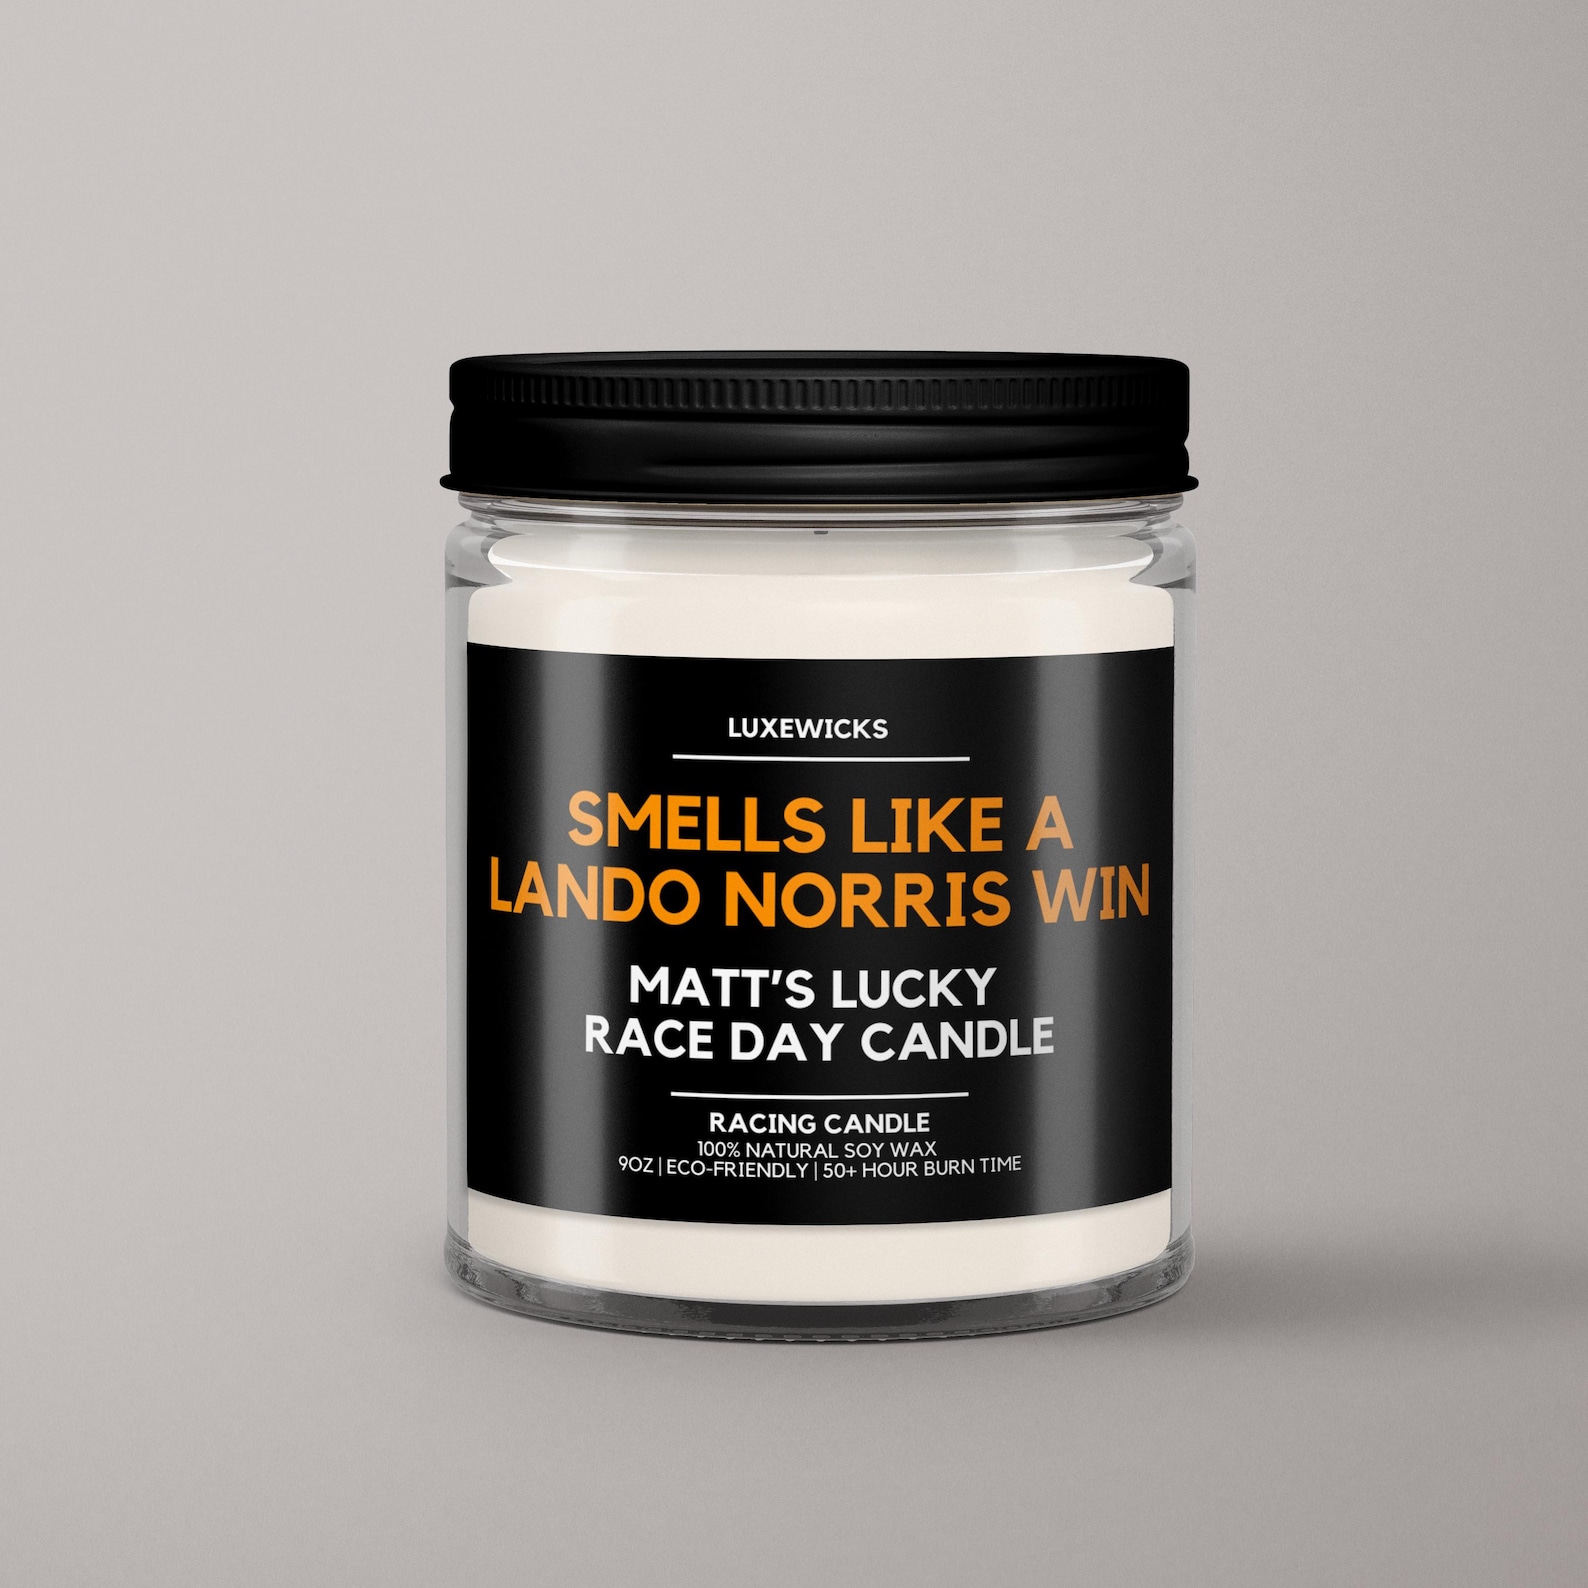 LUXEWICKS
SMELLS LIKE A
LANDO NORRIS WIN
MATT'S LUCKY
RACE DAY CANDLE
RACING CANDLE
100% NATURAL SOY WAX
9OZ | ECO-FRIENDLY | 50+ HOUR BURN TIME